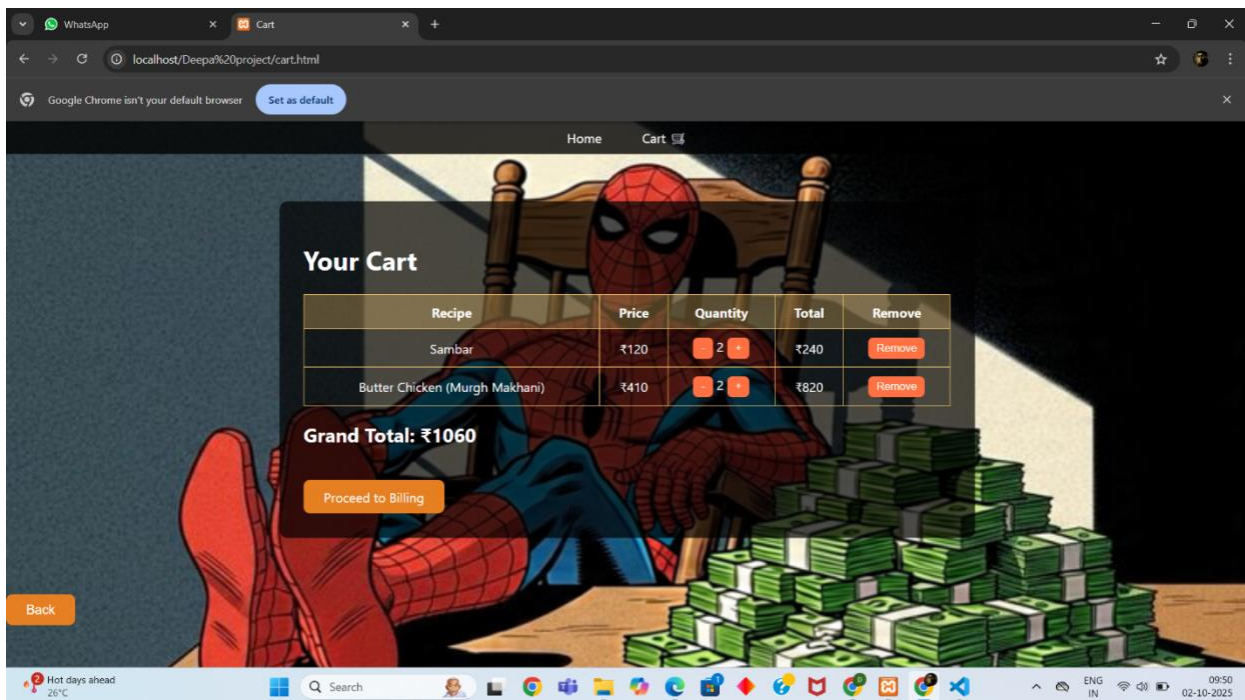 WhatsApp
Cart
localhost/Deepa%20project/cart.html
Google Chrome isn't your default browser Set as default
Home Cart
Your Cart
Recipe Price Quantity Total Remove
Sambar ₹120 - 2 + ₹240 Remove
Butter Chicken (Murgh Makhani) ₹410 - 2 + ₹820 Remove
Grand Total: ₹1060
Proceed to Billing
Back
2
Hot days ahead
26°C
Search
ENG
IN
09:50
02-10-2025